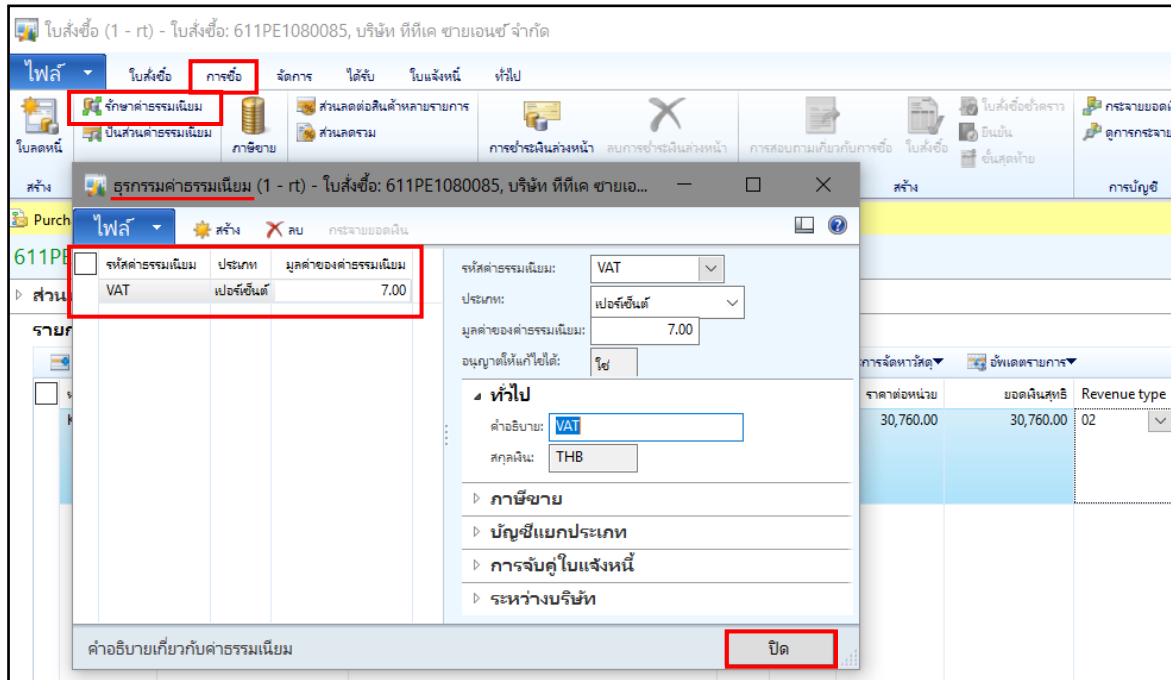 ใบสั่งซื้อ (1 - rt) - ใบสั่งซื้อ: 611PE1080085, บริษัท ทีทีเค ซายเอนซ์ จำกัด
ไฟล์ ใบสั่งซื้อ การซื้อ จัดการ ได้รับ ใบแจ้งหนี้ ทั่วไป
รักษาค่าธรรมเนียม ส่วนลดต่อสินค้าหลายรายการ ใบสั่งซื้อชั่วคราว
ปันส่วนค่าธรรมเนียม ส่วนลดรวม ยืนยัน
ใบลดหนี้ ภาษีขาย การชำระเงินล่วงหน้า ลบการชำระเงินล่วงหน้า การสอบถามเกี่ยวกับการซื้อ ใบสั่งซื้อ ขั้นสุดท้าย
สร้าง สร้าง การบัญชี
ธุรกรรมค่าธรรมเนียม (1 - rt) - ใบสั่งซื้อ: 611PE1080085, บริษัท ทีทีเค ซายเอ...
Purch
ไฟล์ สร้าง ลบ กระจายยอดเงิน
611PE
รหัสค่าธรรมเนียม ประเภท มูลค่าของค่าธรรมเนียม
VAT เปอร์เซ็นต์ 7.00
รหัสค่าธรรมเนียม: VAT
ประเภท: เปอร์เซ็นต์
มูลค่าของค่าธรรมเนียม: 7.00
อนุญาตให้แก้ไขได้: ใช่
ทั่วไป
คำอธิบาย: VAT
สกุลเงิน: THB
ภาษีขาย
บัญชีแยกประเภท
การจับคู่ใบแจ้งหนี้
ระหว่างบริษัท
การจัดหาวัสดุ อัพเดตรายการ
ราคาต่อหน่วย ยอดเงินสุทธิ Revenue type
30,760.00 30,760.00 02
คำอธิบายเกี่ยวกับค่าธรรมเนียม ปิด